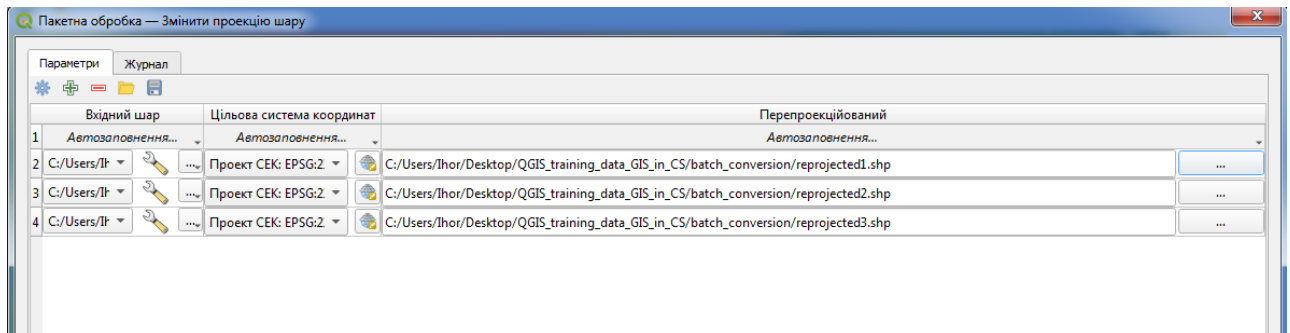 Пакетна обробка — Змінити проекцію шару
Параметри Журнал
Вхідний шар Цільова система координат Перепроекційований
1 Автозаповнення... Автозаповнення... Автозаповнення...
2 C:/Users/Ih ... Проект СЕК: EPSG:2 C:/Users/Ihor/Desktop/QGIS_training_data_GIS_in_CS/batch_conversion/reprojected1.shp ...
3 C:/Users/Ih ... Проект СЕК: EPSG:2 C:/Users/Ihor/Desktop/QGIS_training_data_GIS_in_CS/batch_conversion/reprojected2.shp ...
4 C:/Users/Ih ... Проект СЕК: EPSG:2 C:/Users/Ihor/Desktop/QGIS_training_data_GIS_in_CS/batch_conversion/reprojected3.shp ...